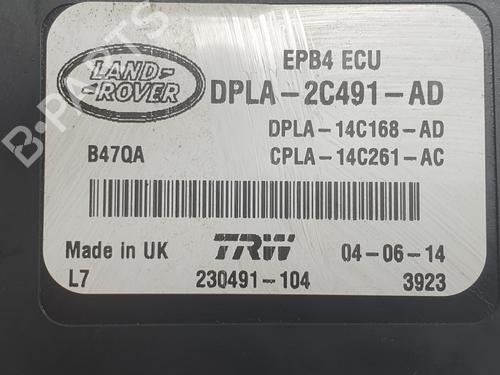 LAND-
-ROVER
EPB4 ECU
DPLA-2C491-AD
DPLA-14C168-AD
B47QA
CPLA-14C261-AC
Made in UK
TRW
04-06-14
L7
230491-104
3923
B-PARTS